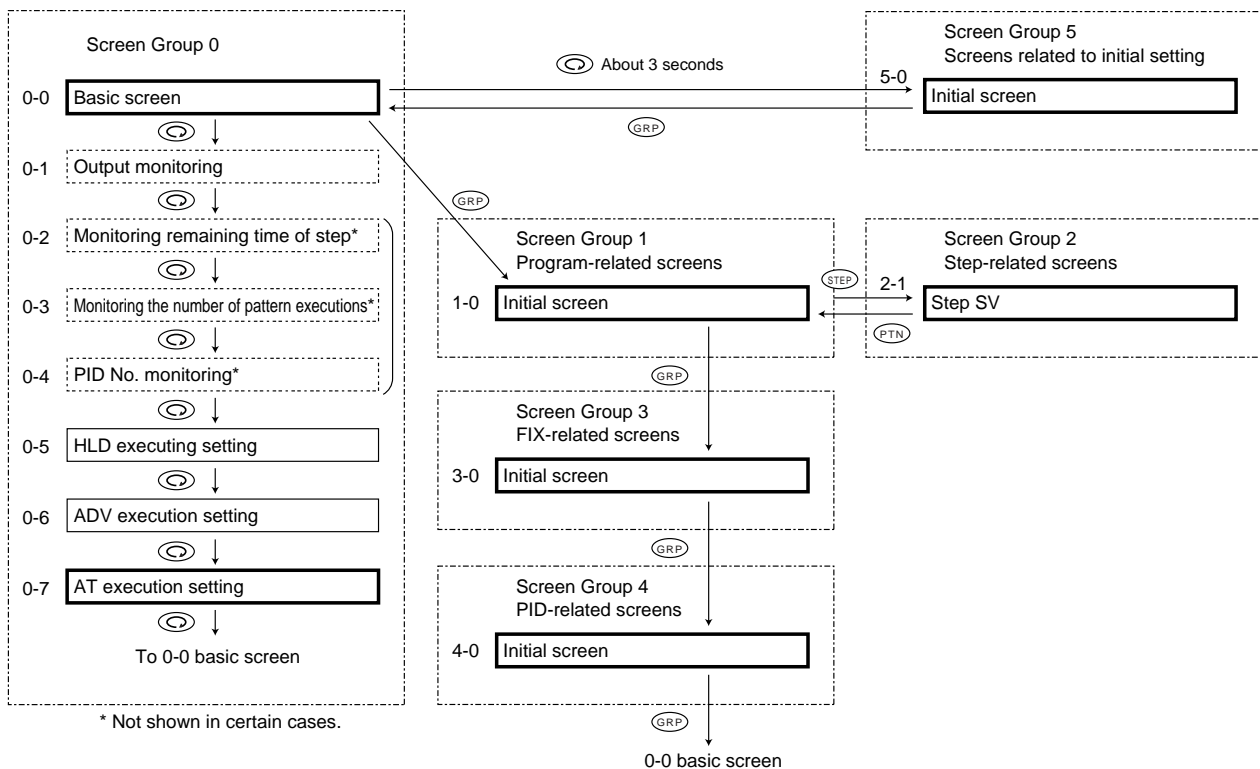 Screen Group 0
0-0 Basic screen
0-1 Output monitoring
0-2 Monitoring remaining time of step*
0-3 Monitoring the number of pattern executions*
0-4 PID No. monitoring*
0-5 HLD executing setting
0-6 ADV execution setting
0-7 AT execution setting
To 0-0 basic screen
* Not shown in certain cases.
About 3 seconds
GRP
Screen Group 5
Screens related to initial setting
5-0 Initial screen
GRP
Screen Group 1
Program-related screens
1-0 Initial screen
STEP
PTN
Screen Group 2
Step-related screens
2-1 Step SV
GRP
Screen Group 3
FIX-related screens
3-0 Initial screen
GRP
Screen Group 4
PID-related screens
4-0 Initial screen
GRP
0-0 basic screen